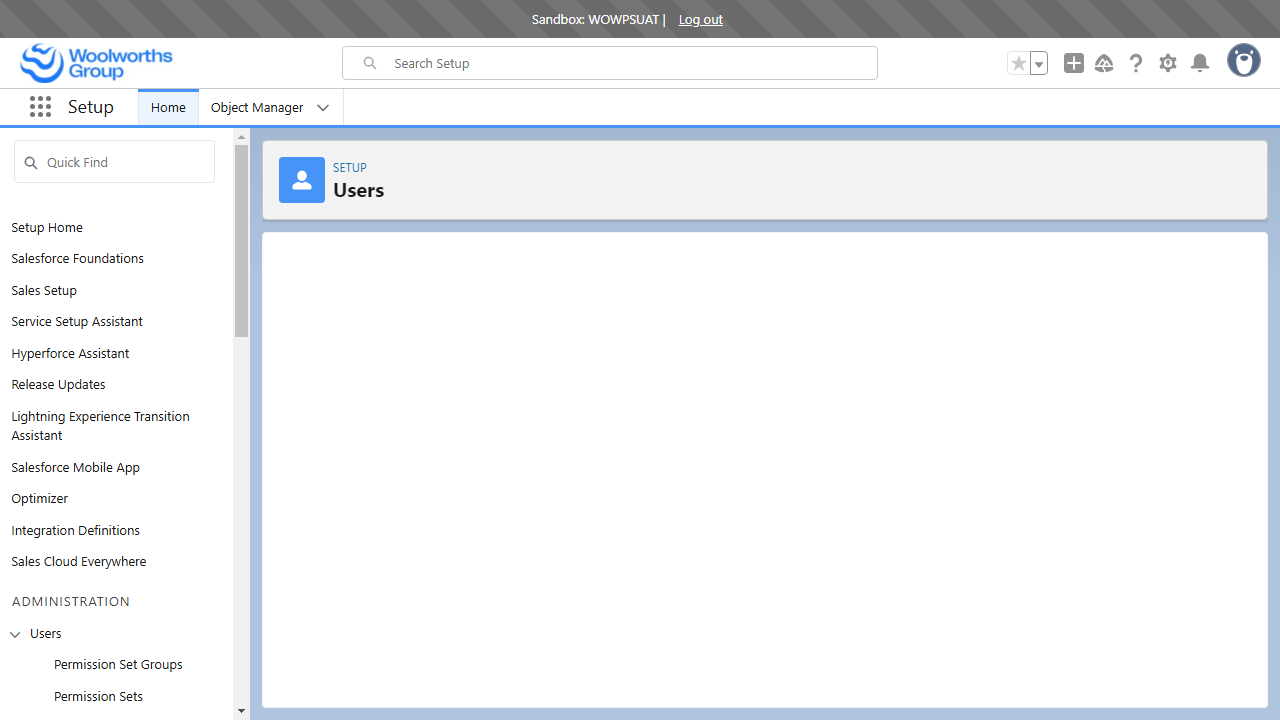 Sandbox: WOWPSUAT | Log out
Woolworths
Group
Search Setup
Setup
Home
Object Manager
Quick Find
SETUP
Users
Setup Home
Salesforce Foundations
Sales Setup
Service Setup Assistant
Hyperforce Assistant
Release Updates
Lightning Experience Transition
Assistant
Salesforce Mobile App
Optimizer
Integration Definitions
Sales Cloud Everywhere
ADMINISTRATION
Users
Permission Set Groups
Permission Sets